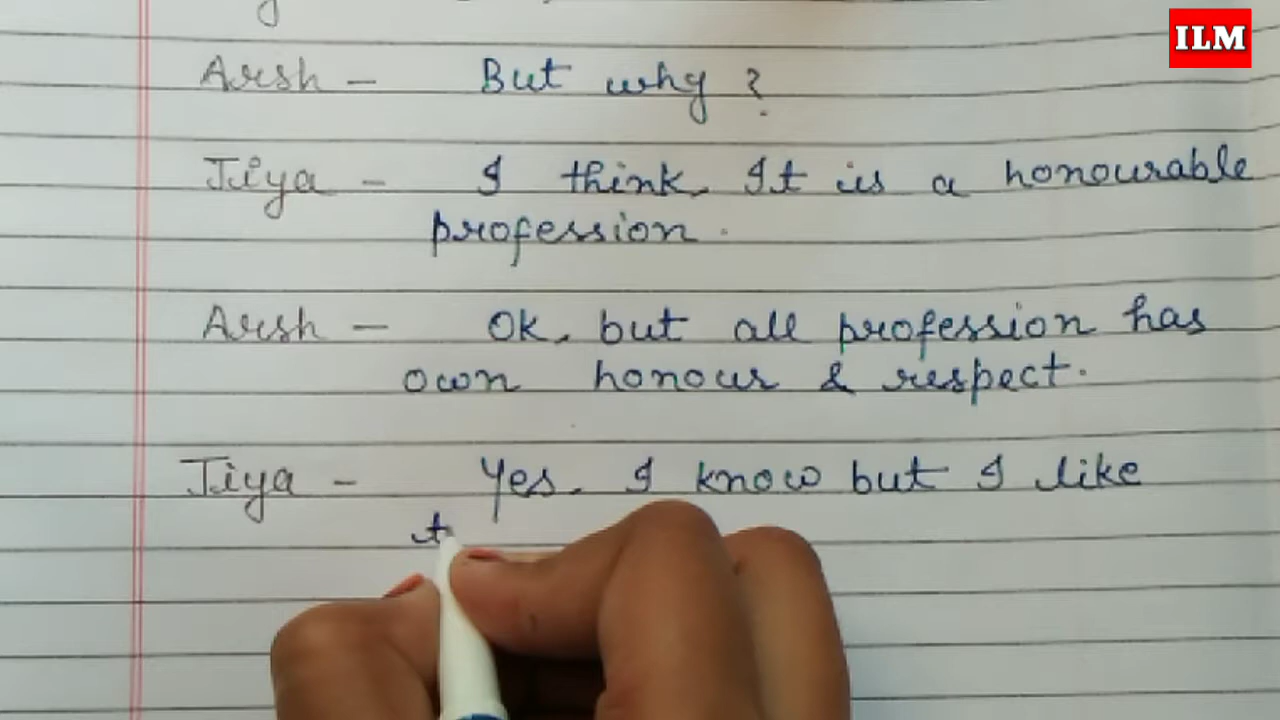 ILM
Arsh - But why?
Jiya - I think, It is a honourable
profession.
Arsh - Ok, but all profession has
own honour & respect.
Jiya - Yes. I know but I like
t